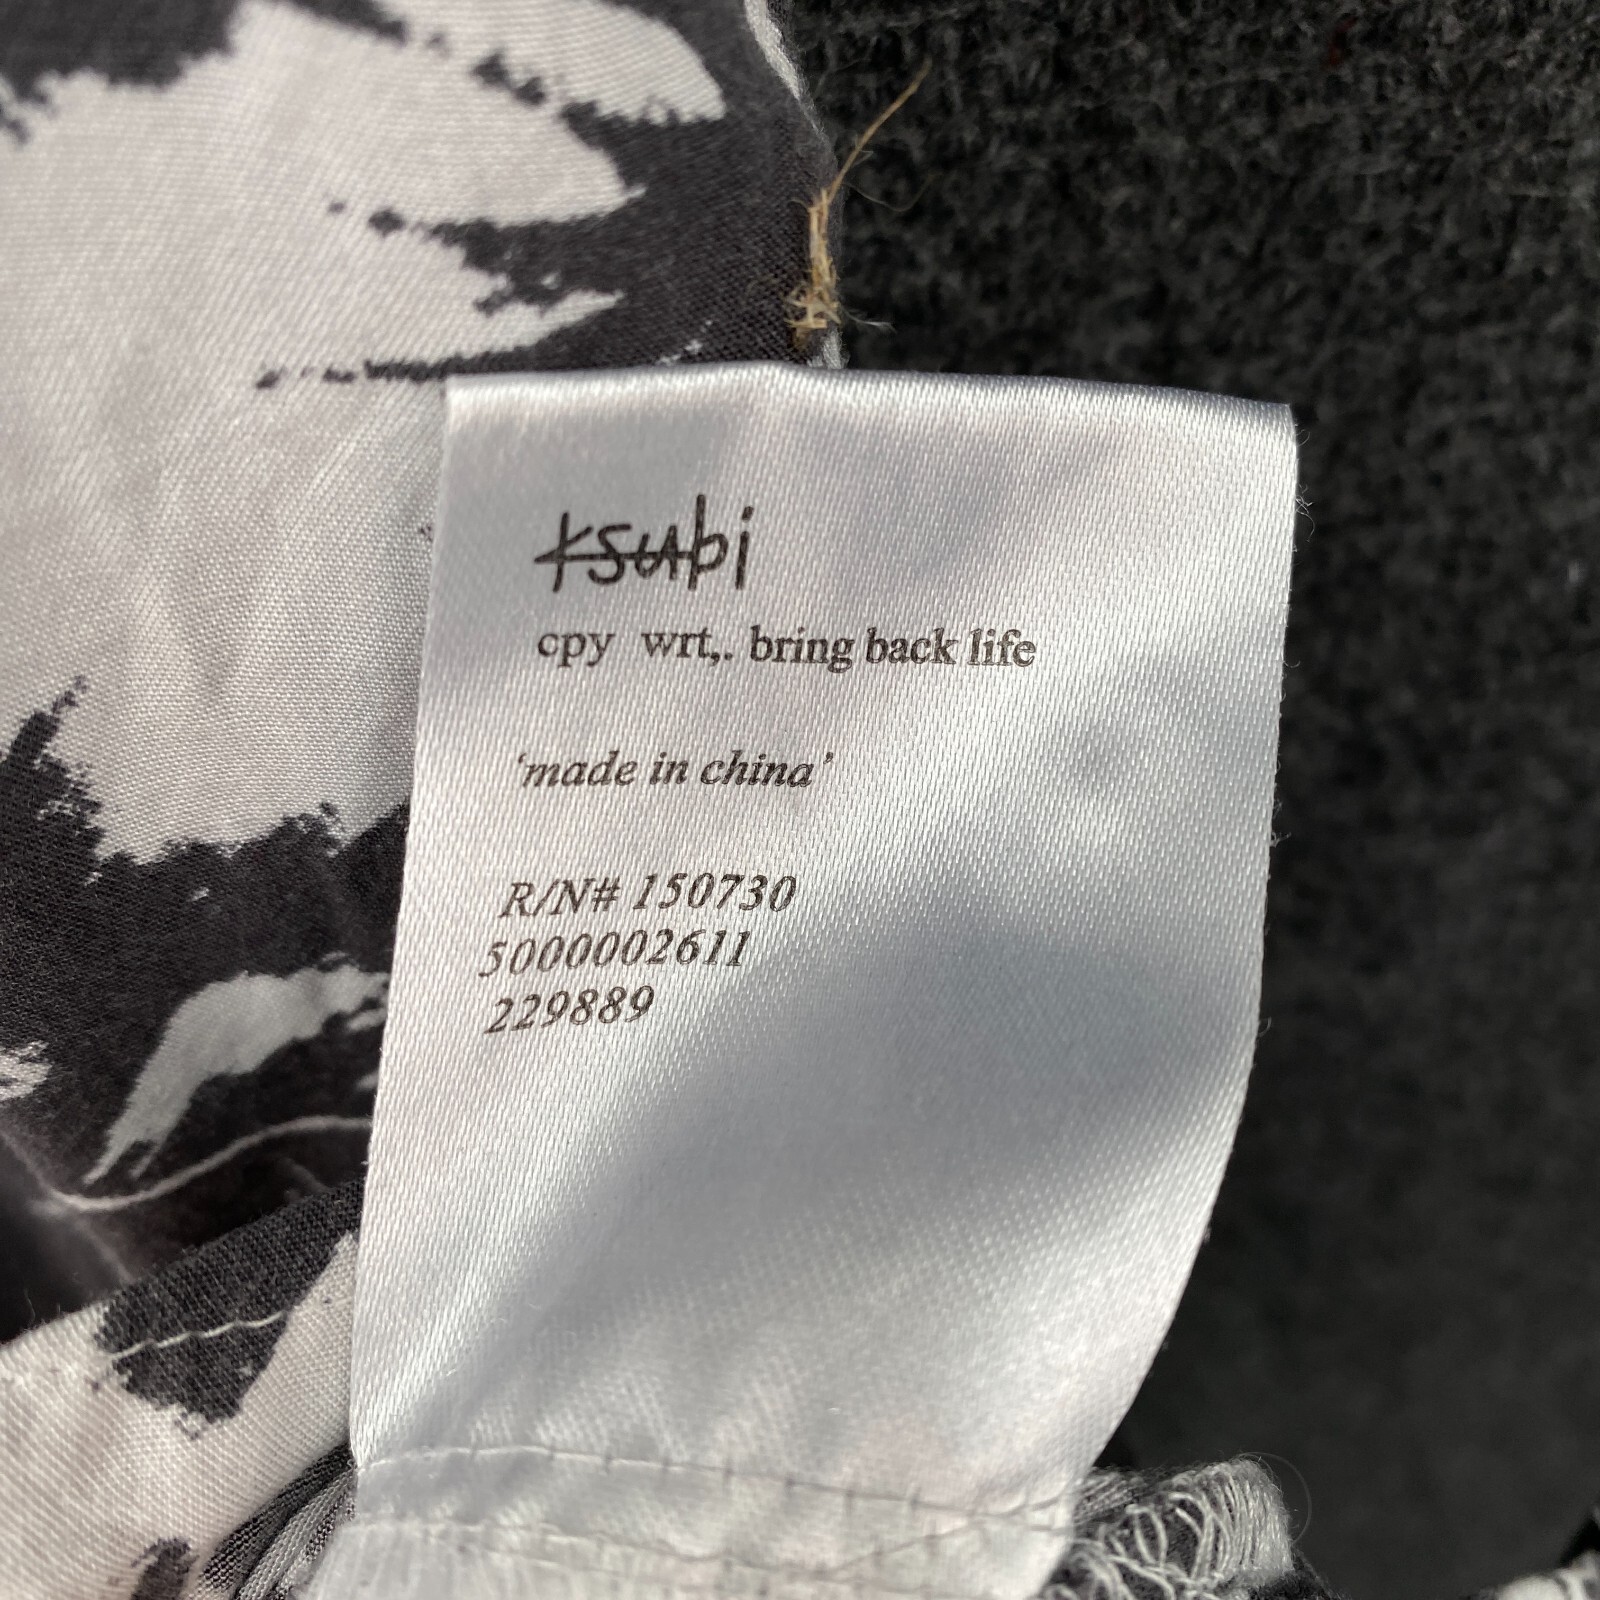 ksubi
cpy wrt,. bring back life
‘made in china’
R/N# 150730
5000002611
229889